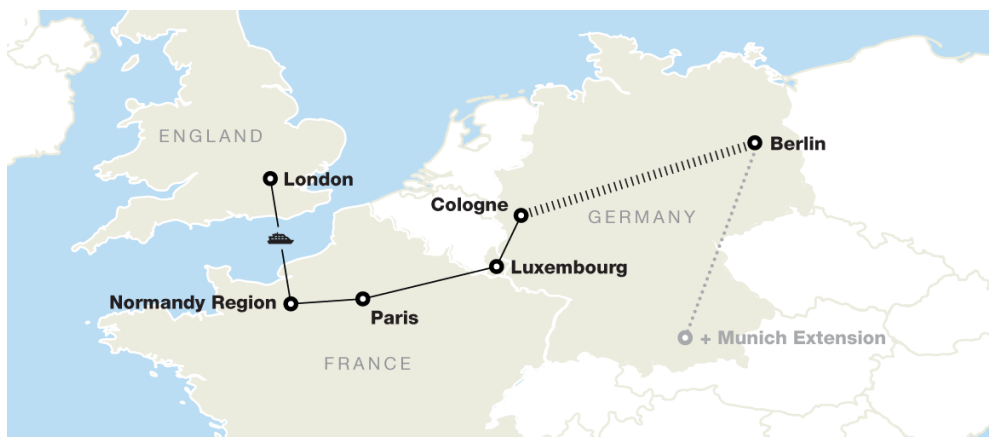 ENGLAND
London
Berlin
Cologne
GERMANY
Luxembourg
Normandy Region
Paris
+ Munich Extension
FRANCE